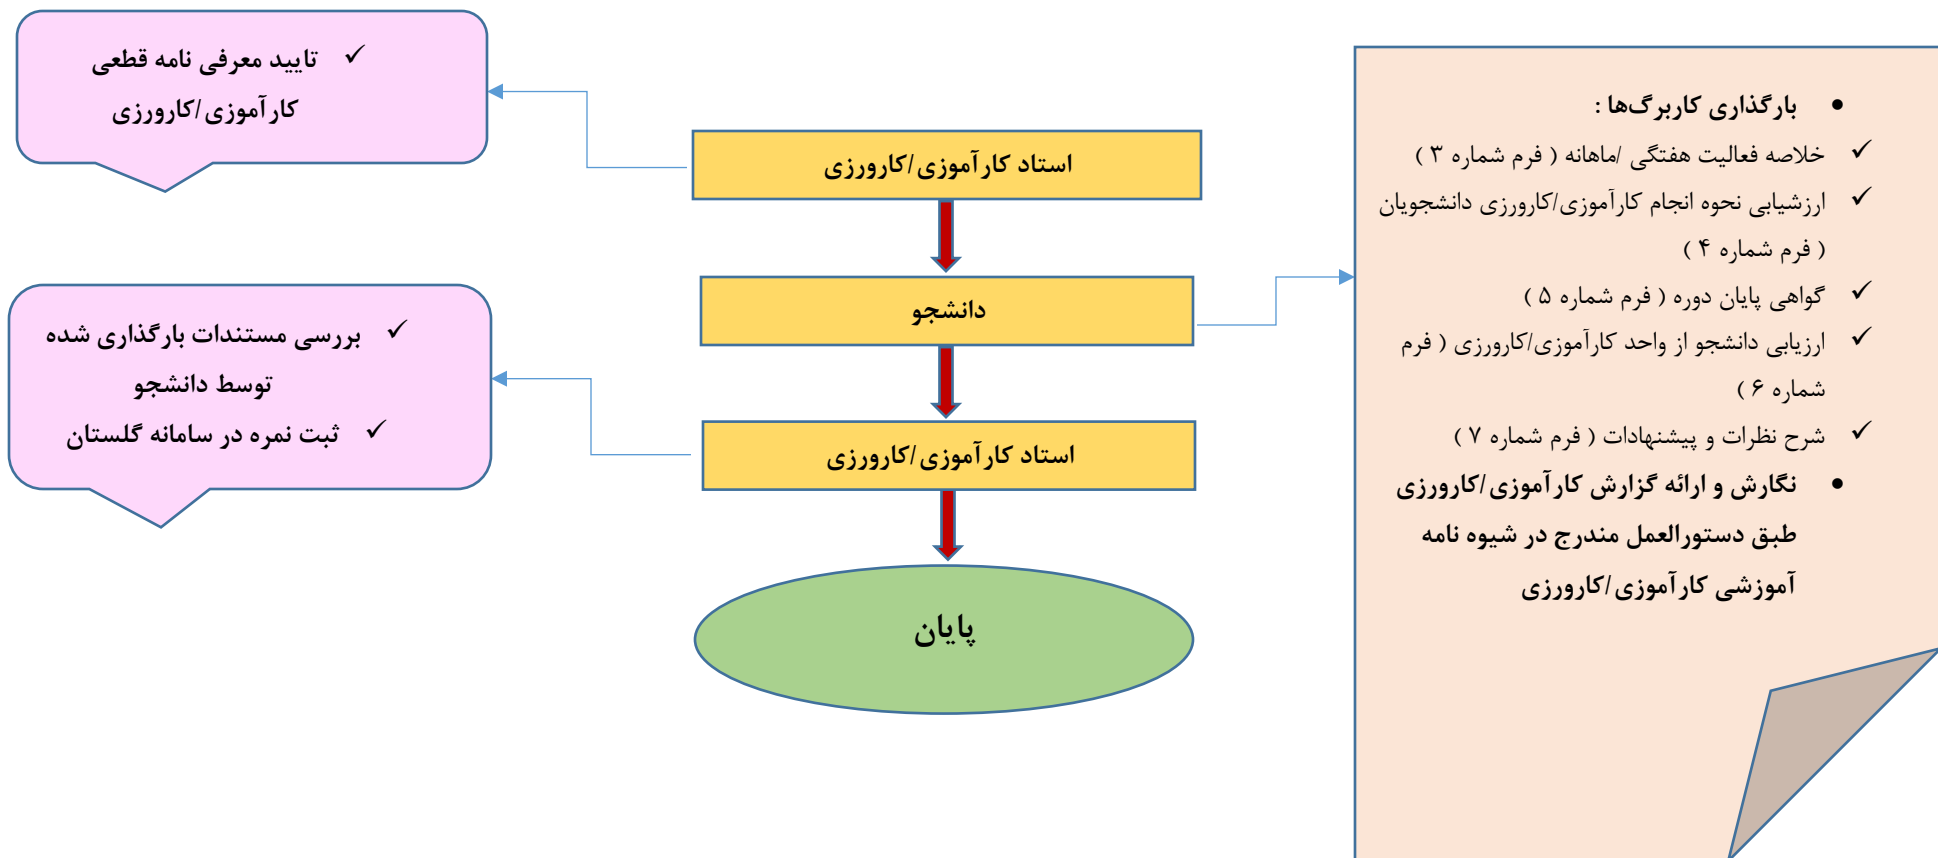 ✓ تایید معرفی نامه قطعی
کارآموزی/کارورزی
استاد کارآموزی/کارورزی
دانشجو
✓ بررسی مستندات بارگذاری شده
توسط دانشجو
✓ ثبت نمره در سامانه گلستان
استاد کارآموزی/کارورزی
پایان
• بارگذاری کاربرگ‌ها :
✓ خلاصه فعالیت هفتگی /ماهانه ( فرم شماره ۳ )
✓ ارزشیابی نحوه انجام کارآموزی/کارورزی دانشجویان
( فرم شماره ۴ )
✓ گواهی پایان دوره ( فرم شماره ۵ )
✓ ارزیابی دانشجو از واحد کارآموزی/کارورزی ( فرم
شماره ۶ )
✓ شرح نظرات و پیشنهادات ( فرم شماره ۷ )
• نگارش و ارائه گزارش کارآموزی/کارورزی
طبق دستورالعمل مندرج در شیوه نامه
آموزشی کارآموزی/کارورزی